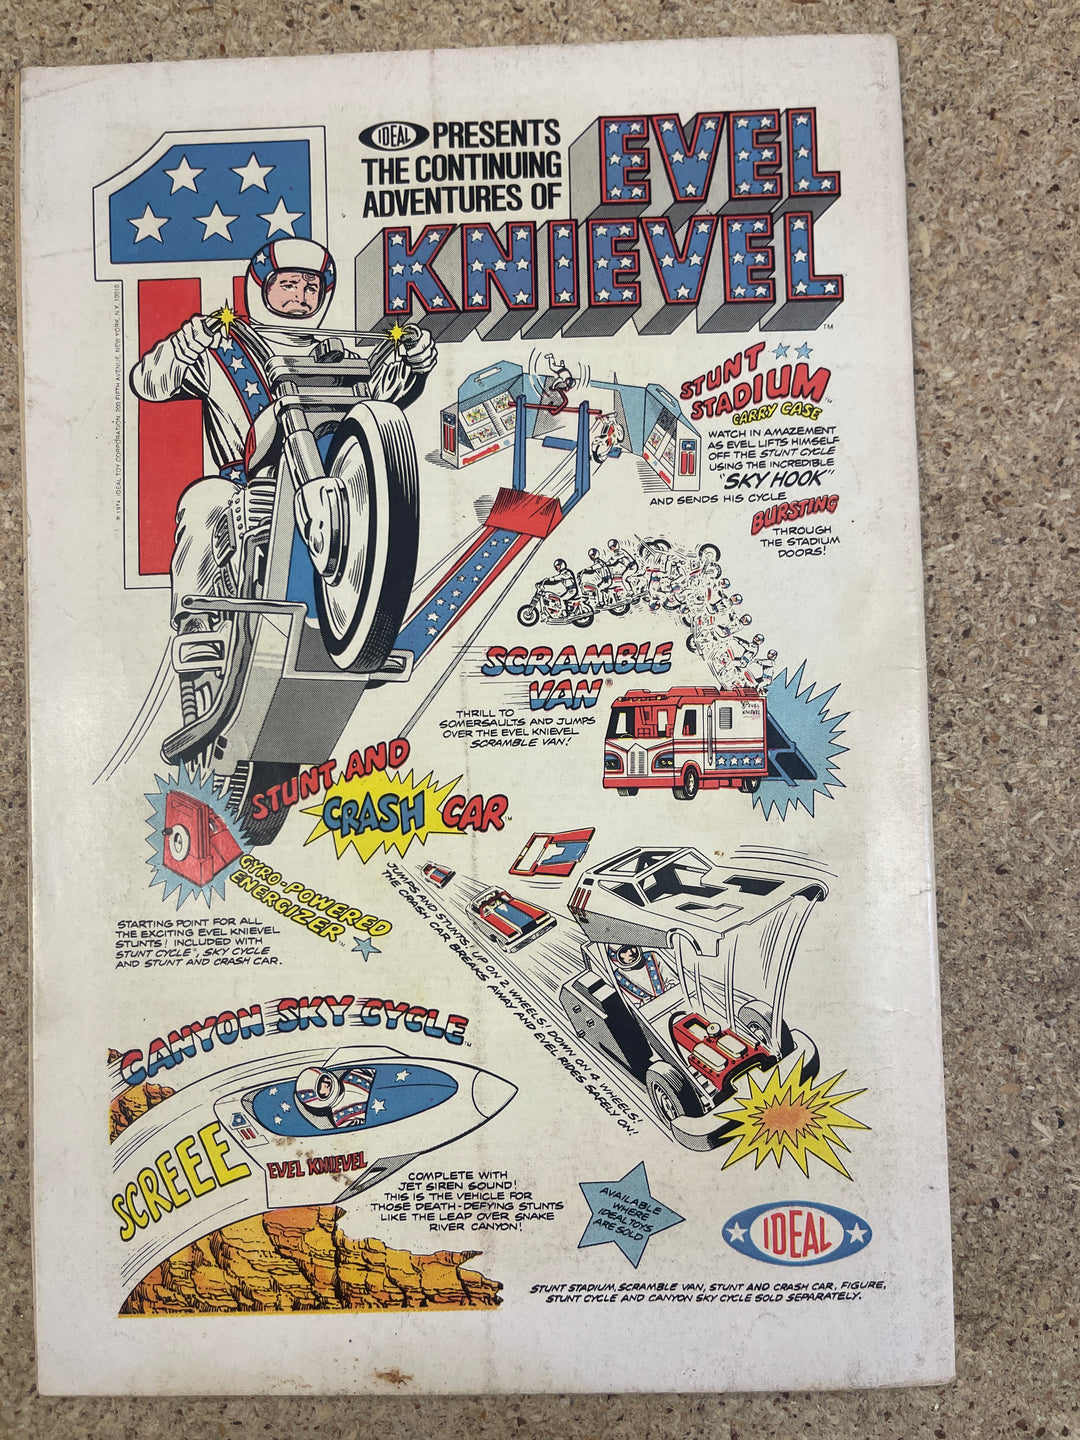 IDEAL PRESENTS
THE CONTINUING
ADVENTURES OF
EVEL
KNIEVEL
TM
© 1974 IDEAL TOY CORPORATION, 200 FIFTH AVENUE, NEW YORK, N.Y. 10010
STUNT
STADIUM
CARRY CASE
WATCH IN AMAZEMENT
AS EVEL LIFTS HIMSELF
OFF THE STUNT CYCLE
USING THE INCREDIBLE
"SKY HOOK"
AND SENDS HIS CYCLE
BURSTING
THROUGH
THE STADIUM
DOORS!
SCRAMBLE
VAN®
THRILL TO
SOMERSAULTS AND JUMPS
OVER THE EVEL KNIEVEL
SCRAMBLE VAN!
EVEL
KNIEVEL
STUNT AND
CRASH CAR™
GYRO-POWERED
ENERGIZER™
STARTING POINT FOR ALL
THE EXCITING EVEL KNIEVEL
STUNTS! INCLUDED WITH
STUNT CYCLE®, SKY CYCLE
AND STUNT AND CRASH CAR.
JUMPS AND STUNTS! UP ON 2 WHEELS! DOWN ON 4 WHEELS!
THE CRASH CAR BREAKS AWAY AND EVEL RIDES SAFELY ON!
1
1
CANYON SKY CYCLE™
SCREEE
EVEL KNIEVEL
COMPLETE WITH
JET SIREN SOUND!
THIS IS THE VEHICLE FOR
THOSE DEATH-DEFYING STUNTS
LIKE THE LEAP OVER SNAKE
RIVER CANYON!
AVAILABLE
WHERE
IDEAL TOYS
ARE SOLD
IDEAL
STUNT STADIUM, SCRAMBLE VAN, STUNT AND CRASH CAR, FIGURE,
STUNT CYCLE AND CANYON SKY CYCLE SOLD SEPARATELY.